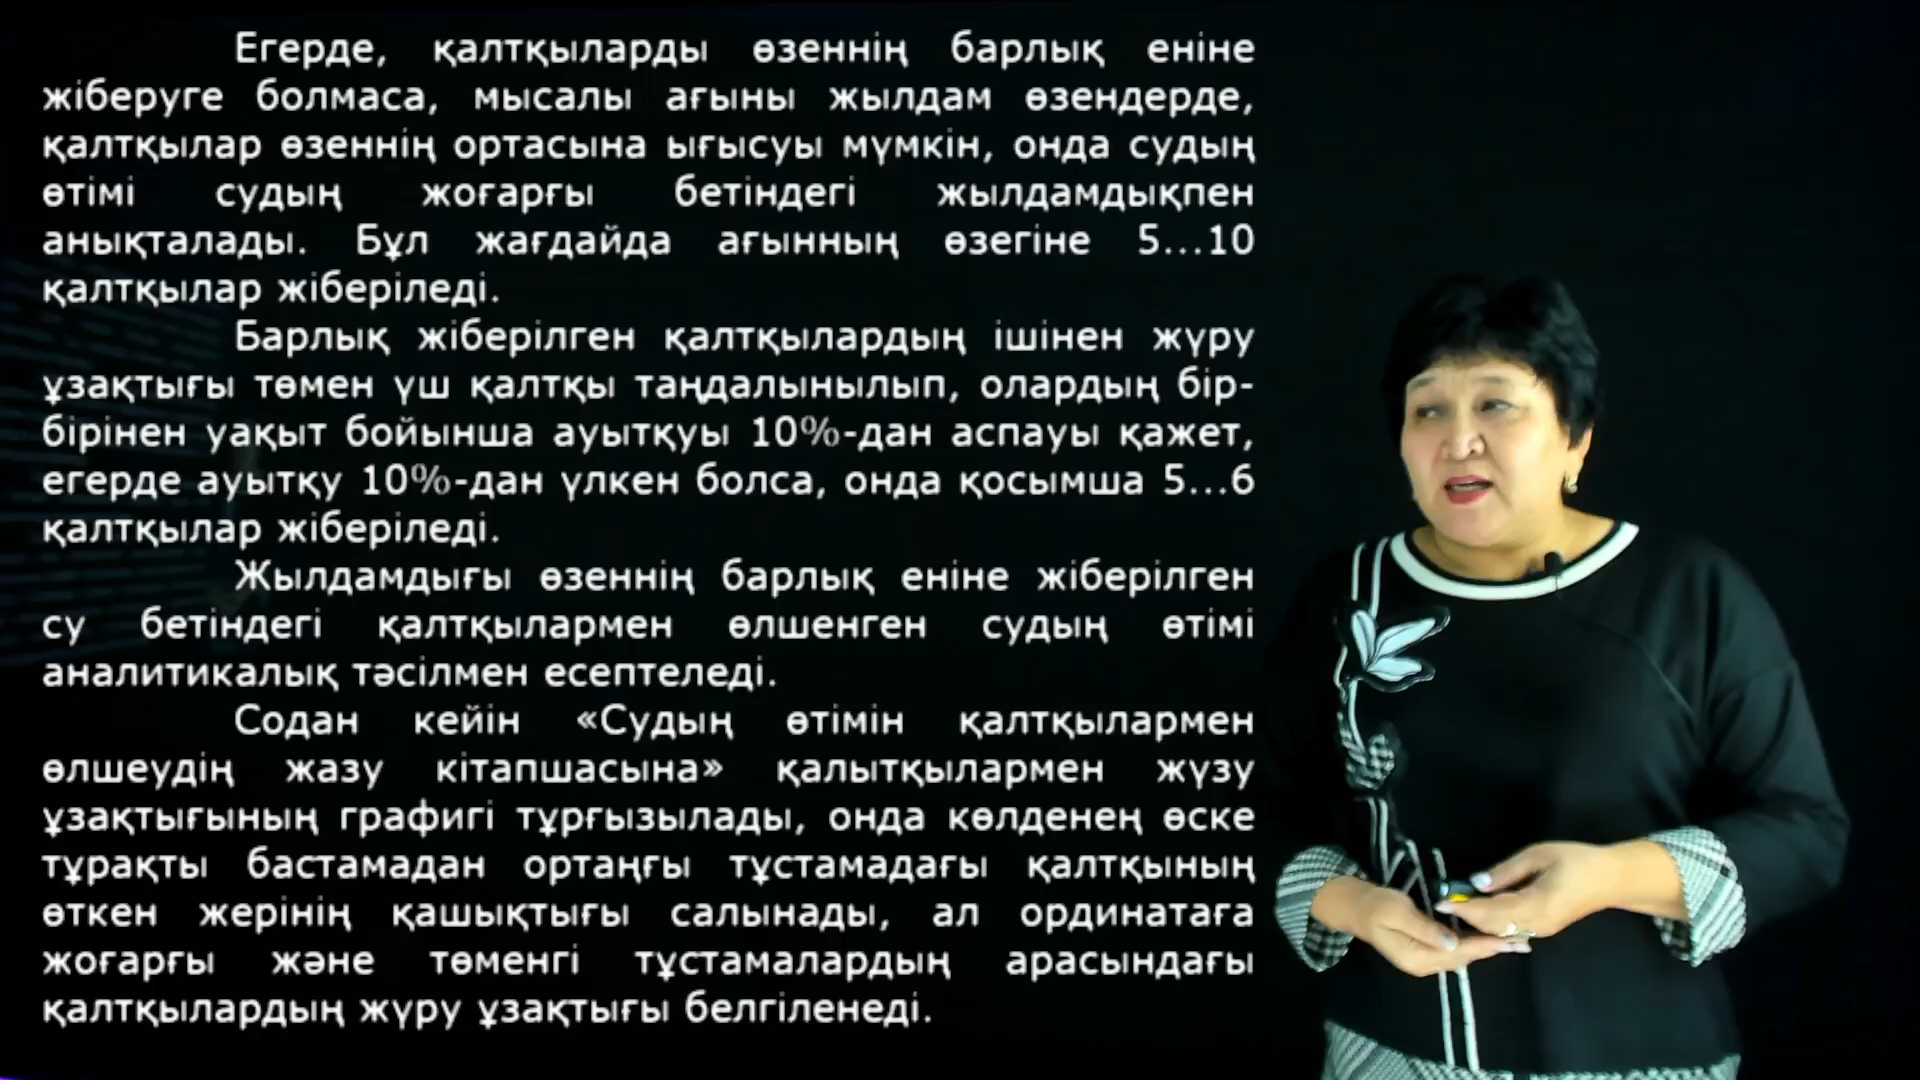 Егерде, қалтқыларды өзеннің барлық еніне
жіберуге болмаса, мысалы ағыны жылдам өзендерде,
қалтқылар өзеннің ортасына ығысуы мүмкін, онда судың
өтімі судың жоғарғы бетіндегі жылдамдықпен
анықталады. Бұл жағдайда ағынның өзегіне 5...10
қалтқылар жіберіледі.
Барлық жіберілген қалтқылардың ішінен жүру
ұзақтығы төмен үш қалтқы таңдалынылып, олардың бір-
бірінен уақыт бойынша ауытқуы 10%-дан аспауы қажет,
егерде ауытқу 10%-дан үлкен болса, онда қосымша 5...6
қалтқылар жіберіледі.
Жылдамдығы өзеннің барлық еніне жіберілген
су бетіндегі қалтқылармен өлшенген судың өтімі
аналитикалық тәсілмен есептеледі.
Содан кейін «Судың өтімін қалтқылармен
өлшеудің жазу кітапшасына» қалытқылармен жүзу
ұзақтығының графигі тұрғызылады, онда көлденең өске
тұрақты бастамадан ортаңғы тұстамадағы қалтқының
өткен жерінің қашықтығы салынады, ал ординатаға
жоғарғы және төменгі тұстамалардың арасындағы
қалтқылардың жүру ұзақтығы белгіленеді.